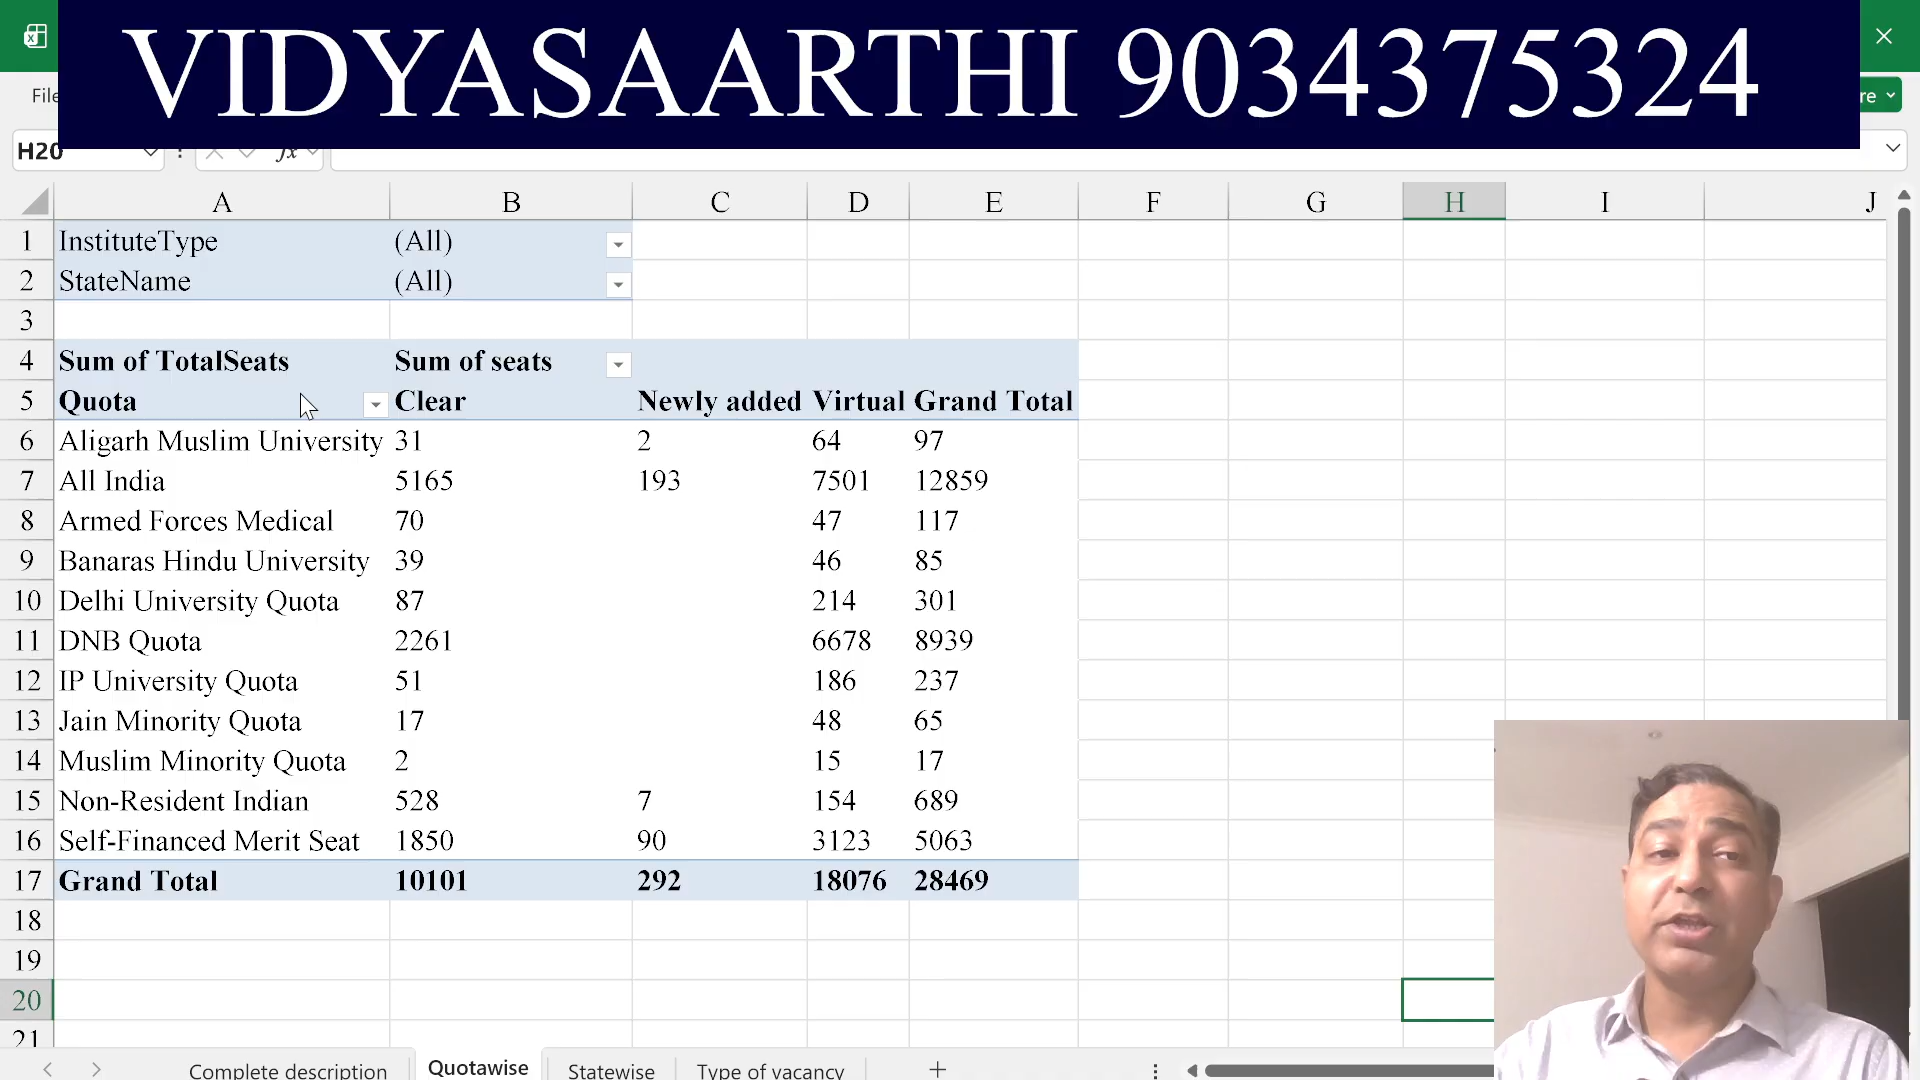 VIDYASAARTHI 9034375324
File
re
H20
fx
A B C D E F G H I J
1 InstituteType (All)
2 StateName (All)
3
4 Sum of TotalSeats Sum of seats
5 Quota Clear Newly added Virtual Grand Total
6 Aligarh Muslim University 31 2 64 97
7 All India 5165 193 7501 12859
8 Armed Forces Medical 70 47 117
9 Banaras Hindu University 39 46 85
10 Delhi University Quota 87 214 301
11 DNB Quota 2261 6678 8939
12 IP University Quota 51 186 237
13 Jain Minority Quota 17 48 65
14 Muslim Minority Quota 2 15 17
15 Non-Resident Indian 528 7 154 689
16 Self-Financed Merit Seat 1850 90 3123 5063
17 Grand Total 10101 292 18076 28469
18
19
20
21
Complete description Quotawise Statewise Type of vacancy